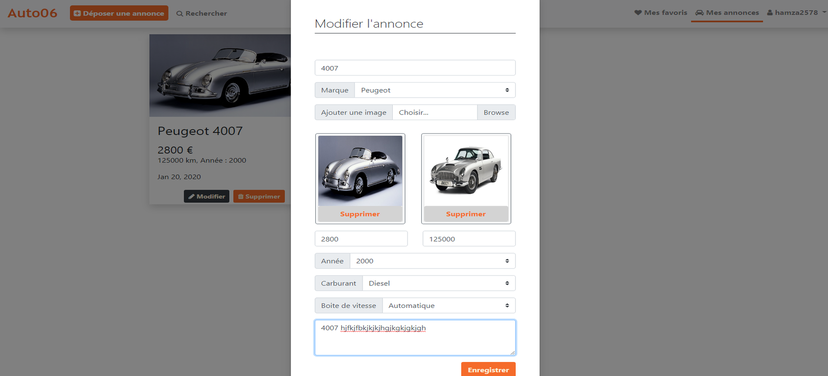 Auto06
Déposer une annonce
Rechercher
Mes favoris
Mes annonces
hamza2578
Peugeot 4007
2800 €
125000 km, Année : 2000
Jan 20, 2020
Modifier
Supprimer
Modifier l'annonce
4007
Marque Peugeot
Ajouter une image Choisir... Browse
Supprimer Supprimer
2800 125000
Année 2000
Carburant Diesel
Boite de vitesse Automatique
4007 hjfkjfbkjkjkjhgjkgkjgkjgh
Enregistrer